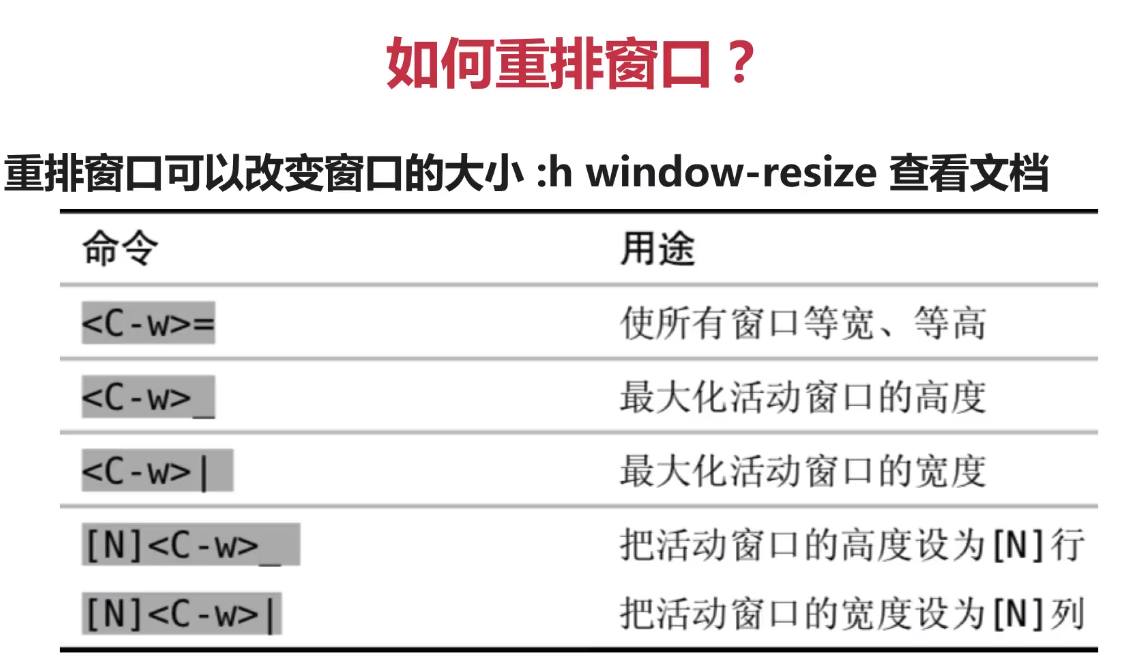 如何重排窗口？
重排窗口可以改变窗口的大小 :h window-resize 查看文档
命令 用途
<C-w>= 使所有窗口等宽、等高
<C-w>_ 最大化活动窗口的高度
<C-w>| 最大化活动窗口的宽度
[N]<C-w>_ 把活动窗口的高度设为[N]行
[N]<C-w>| 把活动窗口的宽度设为[N]列